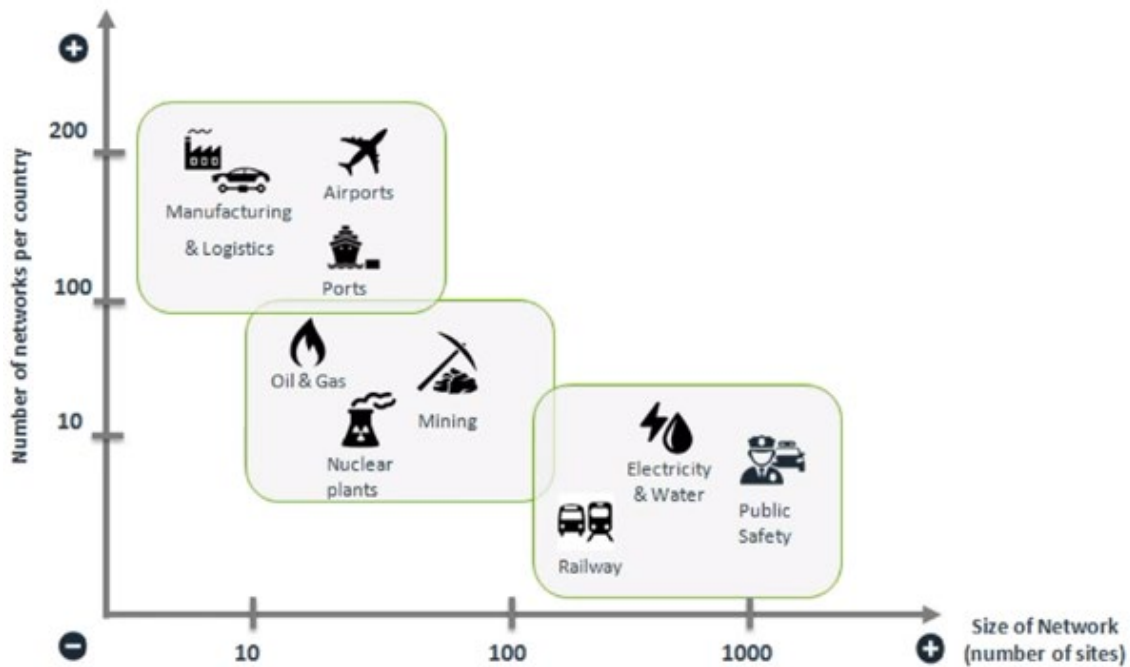 Number of networks per country
200
100
10
Manufacturing
& Logistics
Airports
Ports
Oil & Gas
Mining
Nuclear
plants
Electricity
& Water
Public
Safety
Railway
10
100
1000
Size of Network
(number of sites)